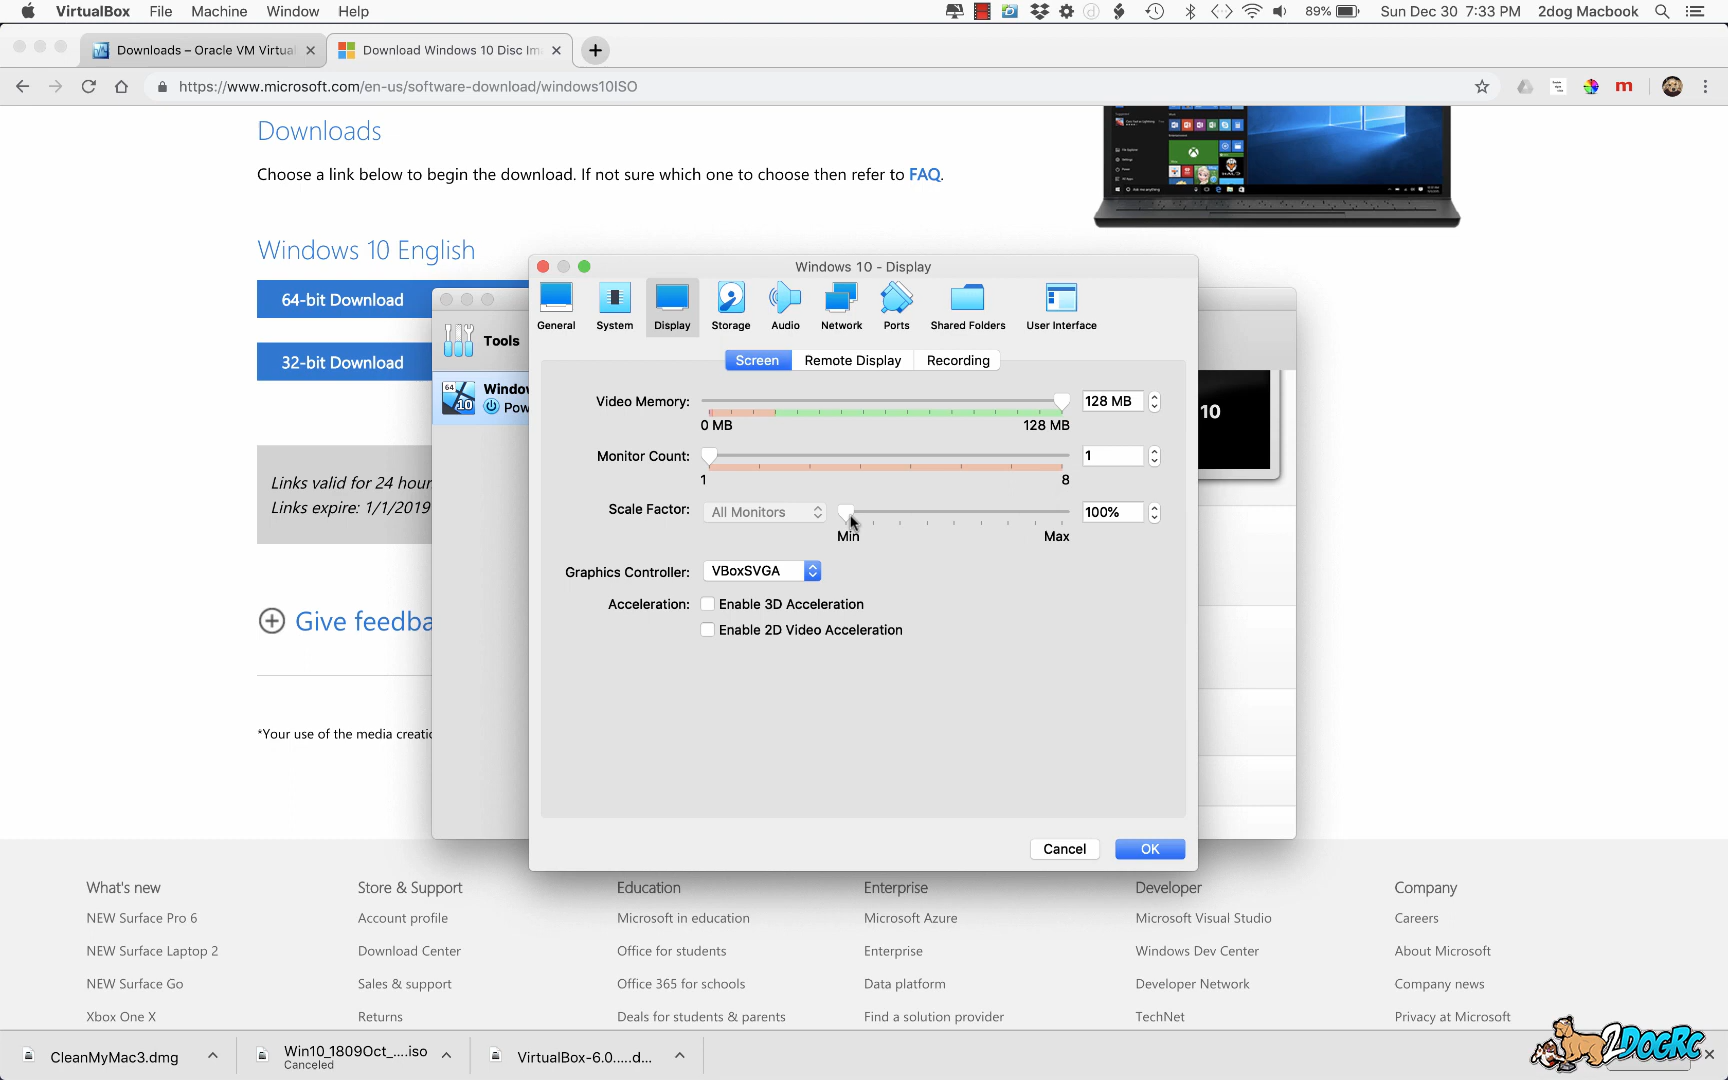 VirtualBox File Machine Window Help 89% Sun Dec 30 7:33 PM 2dog Macbook
Downloads – Oracle VM Virtua Download Windows 10 Disc Im
https://www.microsoft.com/en-us/software-download/windows10ISO m
Downloads
Choose a link below to begin the download. If not sure which one to choose then refer to FAQ.
Windows 10 English
64-bit Download
32-bit Download
Links valid for 24 hour
Links expire: 1/1/2019
Give feedba
*Your use of the media creatio
Tools
64
10
Window
Pow
10
Windows 10 - Display
General System Display Storage Audio Network Ports Shared Folders User Interface
Screen Remote Display Recording
Video Memory: 128 MB
0 MB 128 MB
Monitor Count: 1
1 8
Scale Factor: All Monitors 100%
Min Max
Graphics Controller: VBoxSVGA
Acceleration: Enable 3D Acceleration
Enable 2D Video Acceleration
Cancel OK
What's new Store & Support Education Enterprise Developer Company
NEW Surface Pro 6 Account profile Microsoft in education Microsoft Azure Microsoft Visual Studio Careers
NEW Surface Laptop 2 Download Center Office for students Enterprise Windows Dev Center About Microsoft
NEW Surface Go Sales & support Office 365 for schools Data platform Developer Network Company news
Xbox One X Returns Deals for students & parents Find a solution provider TechNet Privacy at Microsoft
CleanMyMac3.dmg Win10_1809Oct_....iso VirtualBox-6.0.....d...
Canceled
2DOGRC